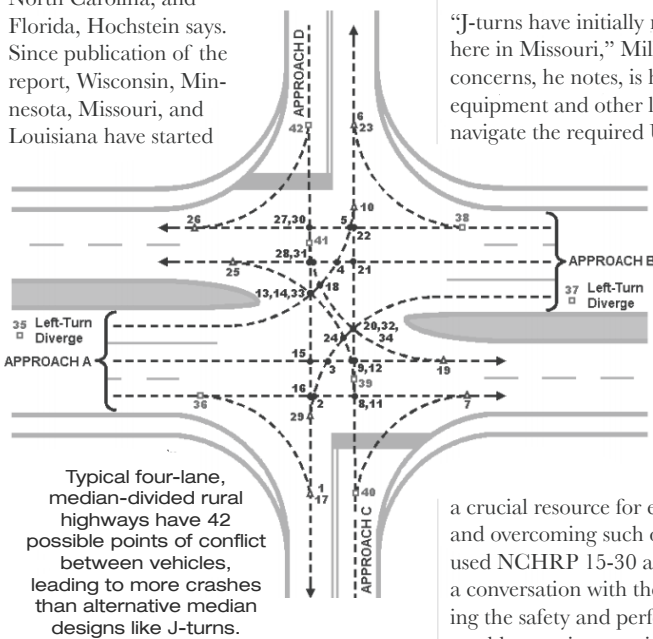 North Carolina, and
Florida, Hochstein says.
Since publication of the
report, Wisconsin, Min-
nesota, Missouri, and
Louisiana have started
“J-turns have initially
here in Missouri,”
concerns, he notes, is
equipment and other
navigate the required
APPROACH D
42
6
23
10
26
27,30
5
38
22
41
28,31
25
4
21
APPROACH B
18
13,14,33
37 Left-Turn
Diverge
35 Left-Turn
Diverge
20,32,
34
24
APPROACH A
15
3
9,12
19
39
16
2
8,11
36
7
29
1
17
40
APPROACH C
Typical four-lane,
median-divided rural
highways have 42
possible points of conflict
between vehicles,
leading to more crashes
than alternative median
designs like J-turns.
a crucial resource for
and overcoming such
used NCHRP 15-30
a conversation with
ing the safety and